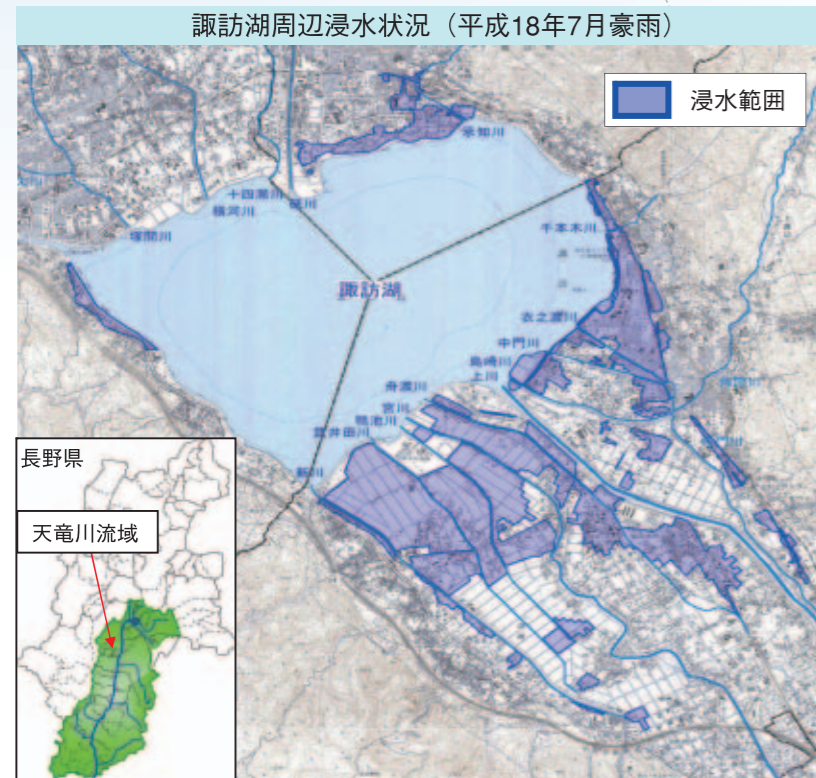 諏訪湖周辺浸水状況（平成18年7月豪雨）
浸水範囲
承知川
十四瀬川
横河川
塚間川
千本木川
諏訪湖
衣之渡川
中門川
島崎川
上川
舟渡川
宮川
鴨池川
武井田川
新川
長野県
天竜川流域